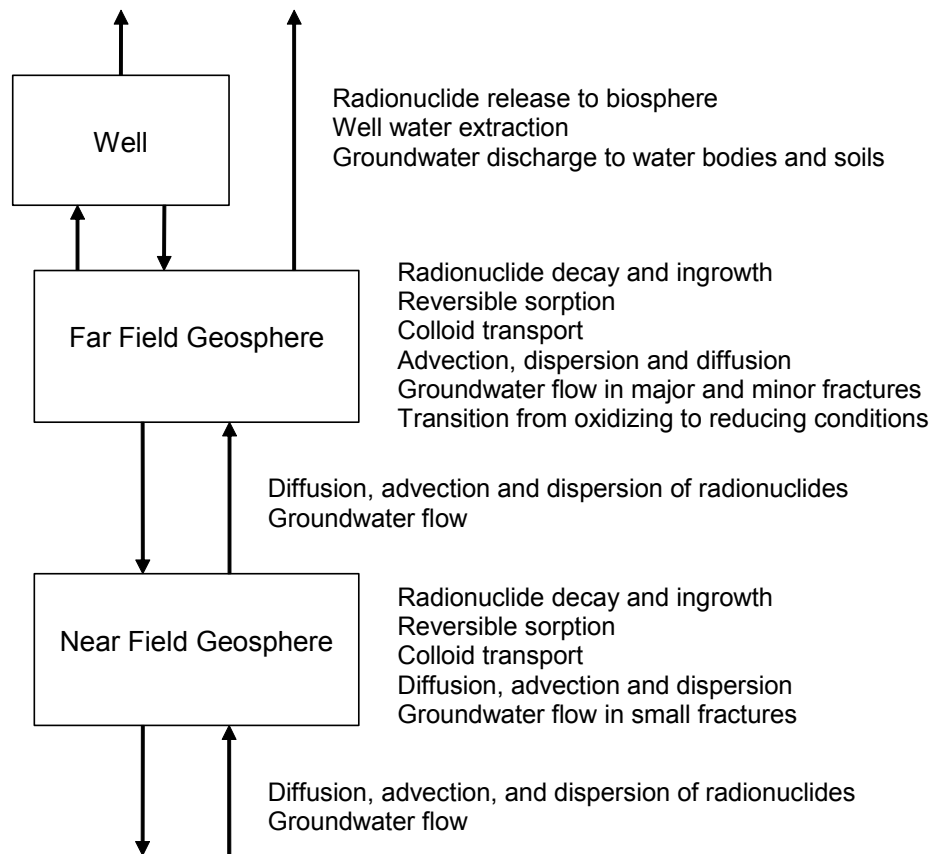 Radionuclide release to biosphere
Well water extraction
Groundwater discharge to water bodies and soils
Well
Radionuclide decay and ingrowth
Reversible sorption
Colloid transport
Advection, dispersion and diffusion
Groundwater flow in major and minor fractures
Transition from oxidizing to reducing conditions
Far Field Geosphere
Diffusion, advection and dispersion of radionuclides
Groundwater flow
Radionuclide decay and ingrowth
Reversible sorption
Colloid transport
Diffusion, advection and dispersion
Groundwater flow in small fractures
Near Field Geosphere
Diffusion, advection, and dispersion of radionuclides
Groundwater flow